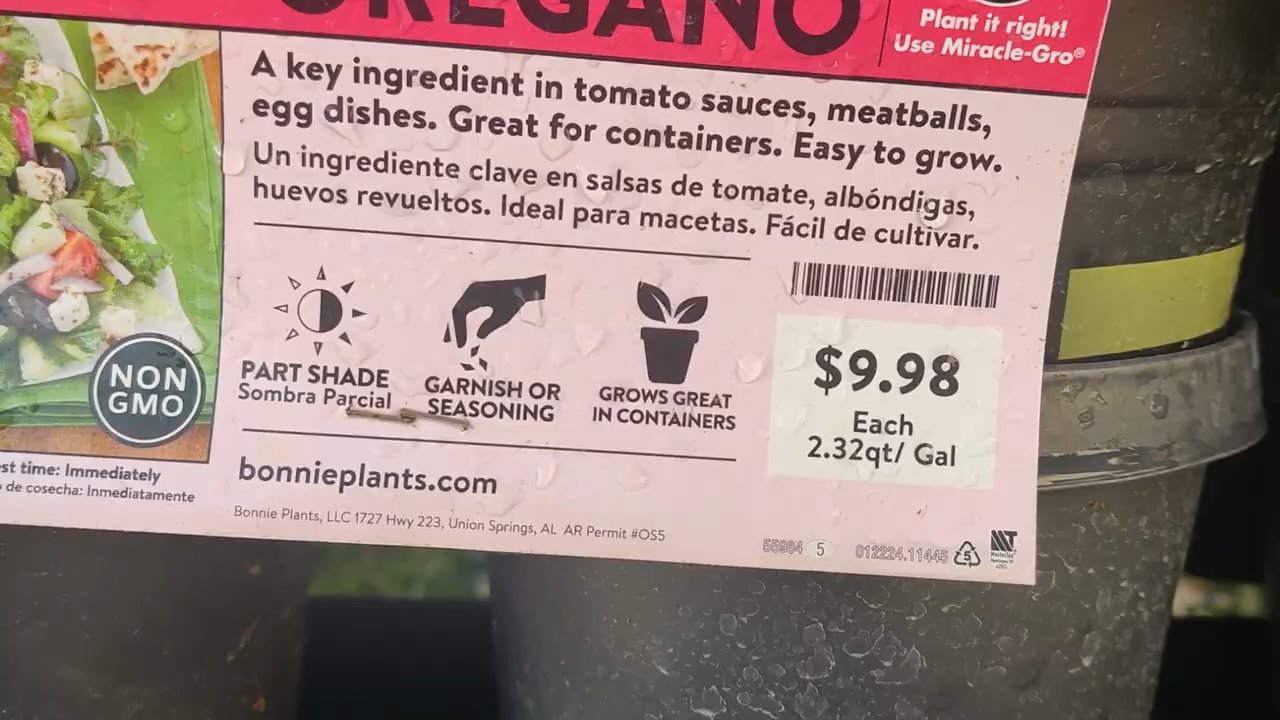 OREGANO
Plant it right!
Use Miracle-Gro®
A key ingredient in tomato sauces, meatballs,
egg dishes. Great for containers. Easy to grow.
Un ingrediente clave en salsas de tomate, albóndigas,
huevos revueltos. Ideal para macetas. Fácil de cultivar.
PART SHADE
Sombra Parcial
GARNISH OR
SEASONING
GROWS GREAT
IN CONTAINERS
$9.98
Each
2.32qt/ Gal
NON
GMO
est time: Immediately
de cosecha: Inmediatamente
bonnieplants.com
Bonnie Plants, LLC 1727 Hwy 223, Union Springs, AL AR Permit #OS5
55984 5 012224.11445 5
MT